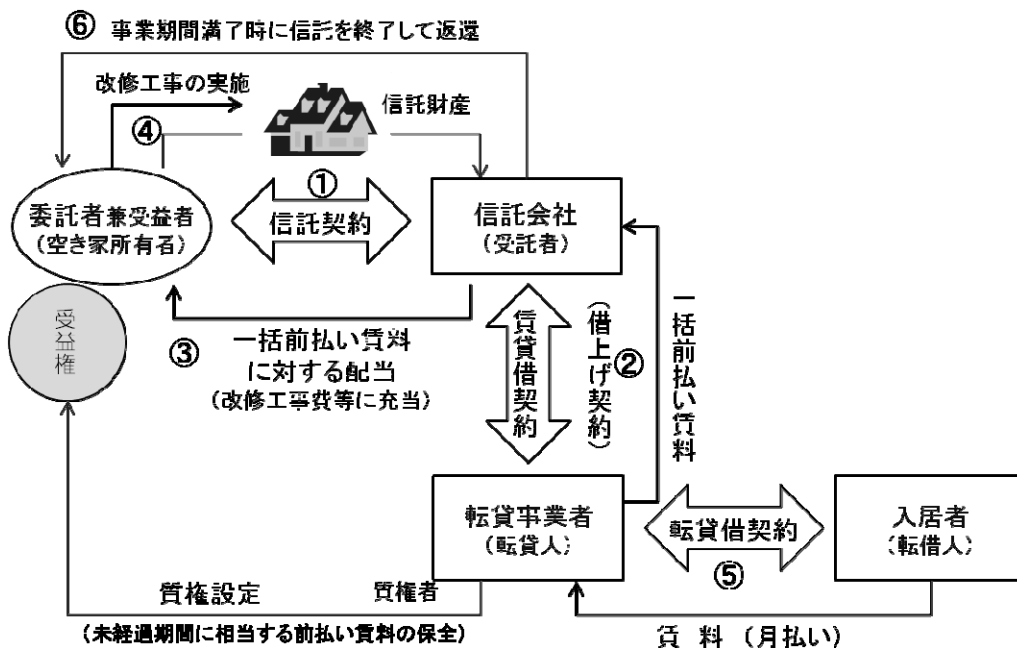 ⑥ 事業期間満了時に信託を終了して返還
改修工事の実施
信託財産
④
①
委託者兼受益者
(空き家所有者)
信託契約
信託会社
(受託者)
受益権
③
一括前払い賃料
に対する配当
(改修工事費等に充当)
賃貸借契約
(借上げ契約)
②
一括前払い賃料
転貸事業者
(転貸人)
転貸借契約
⑤
入居者
(転借人)
質権設定
質権者
(未経過期間に相当する前払い賃料の保全)
賃 料 (月払い)